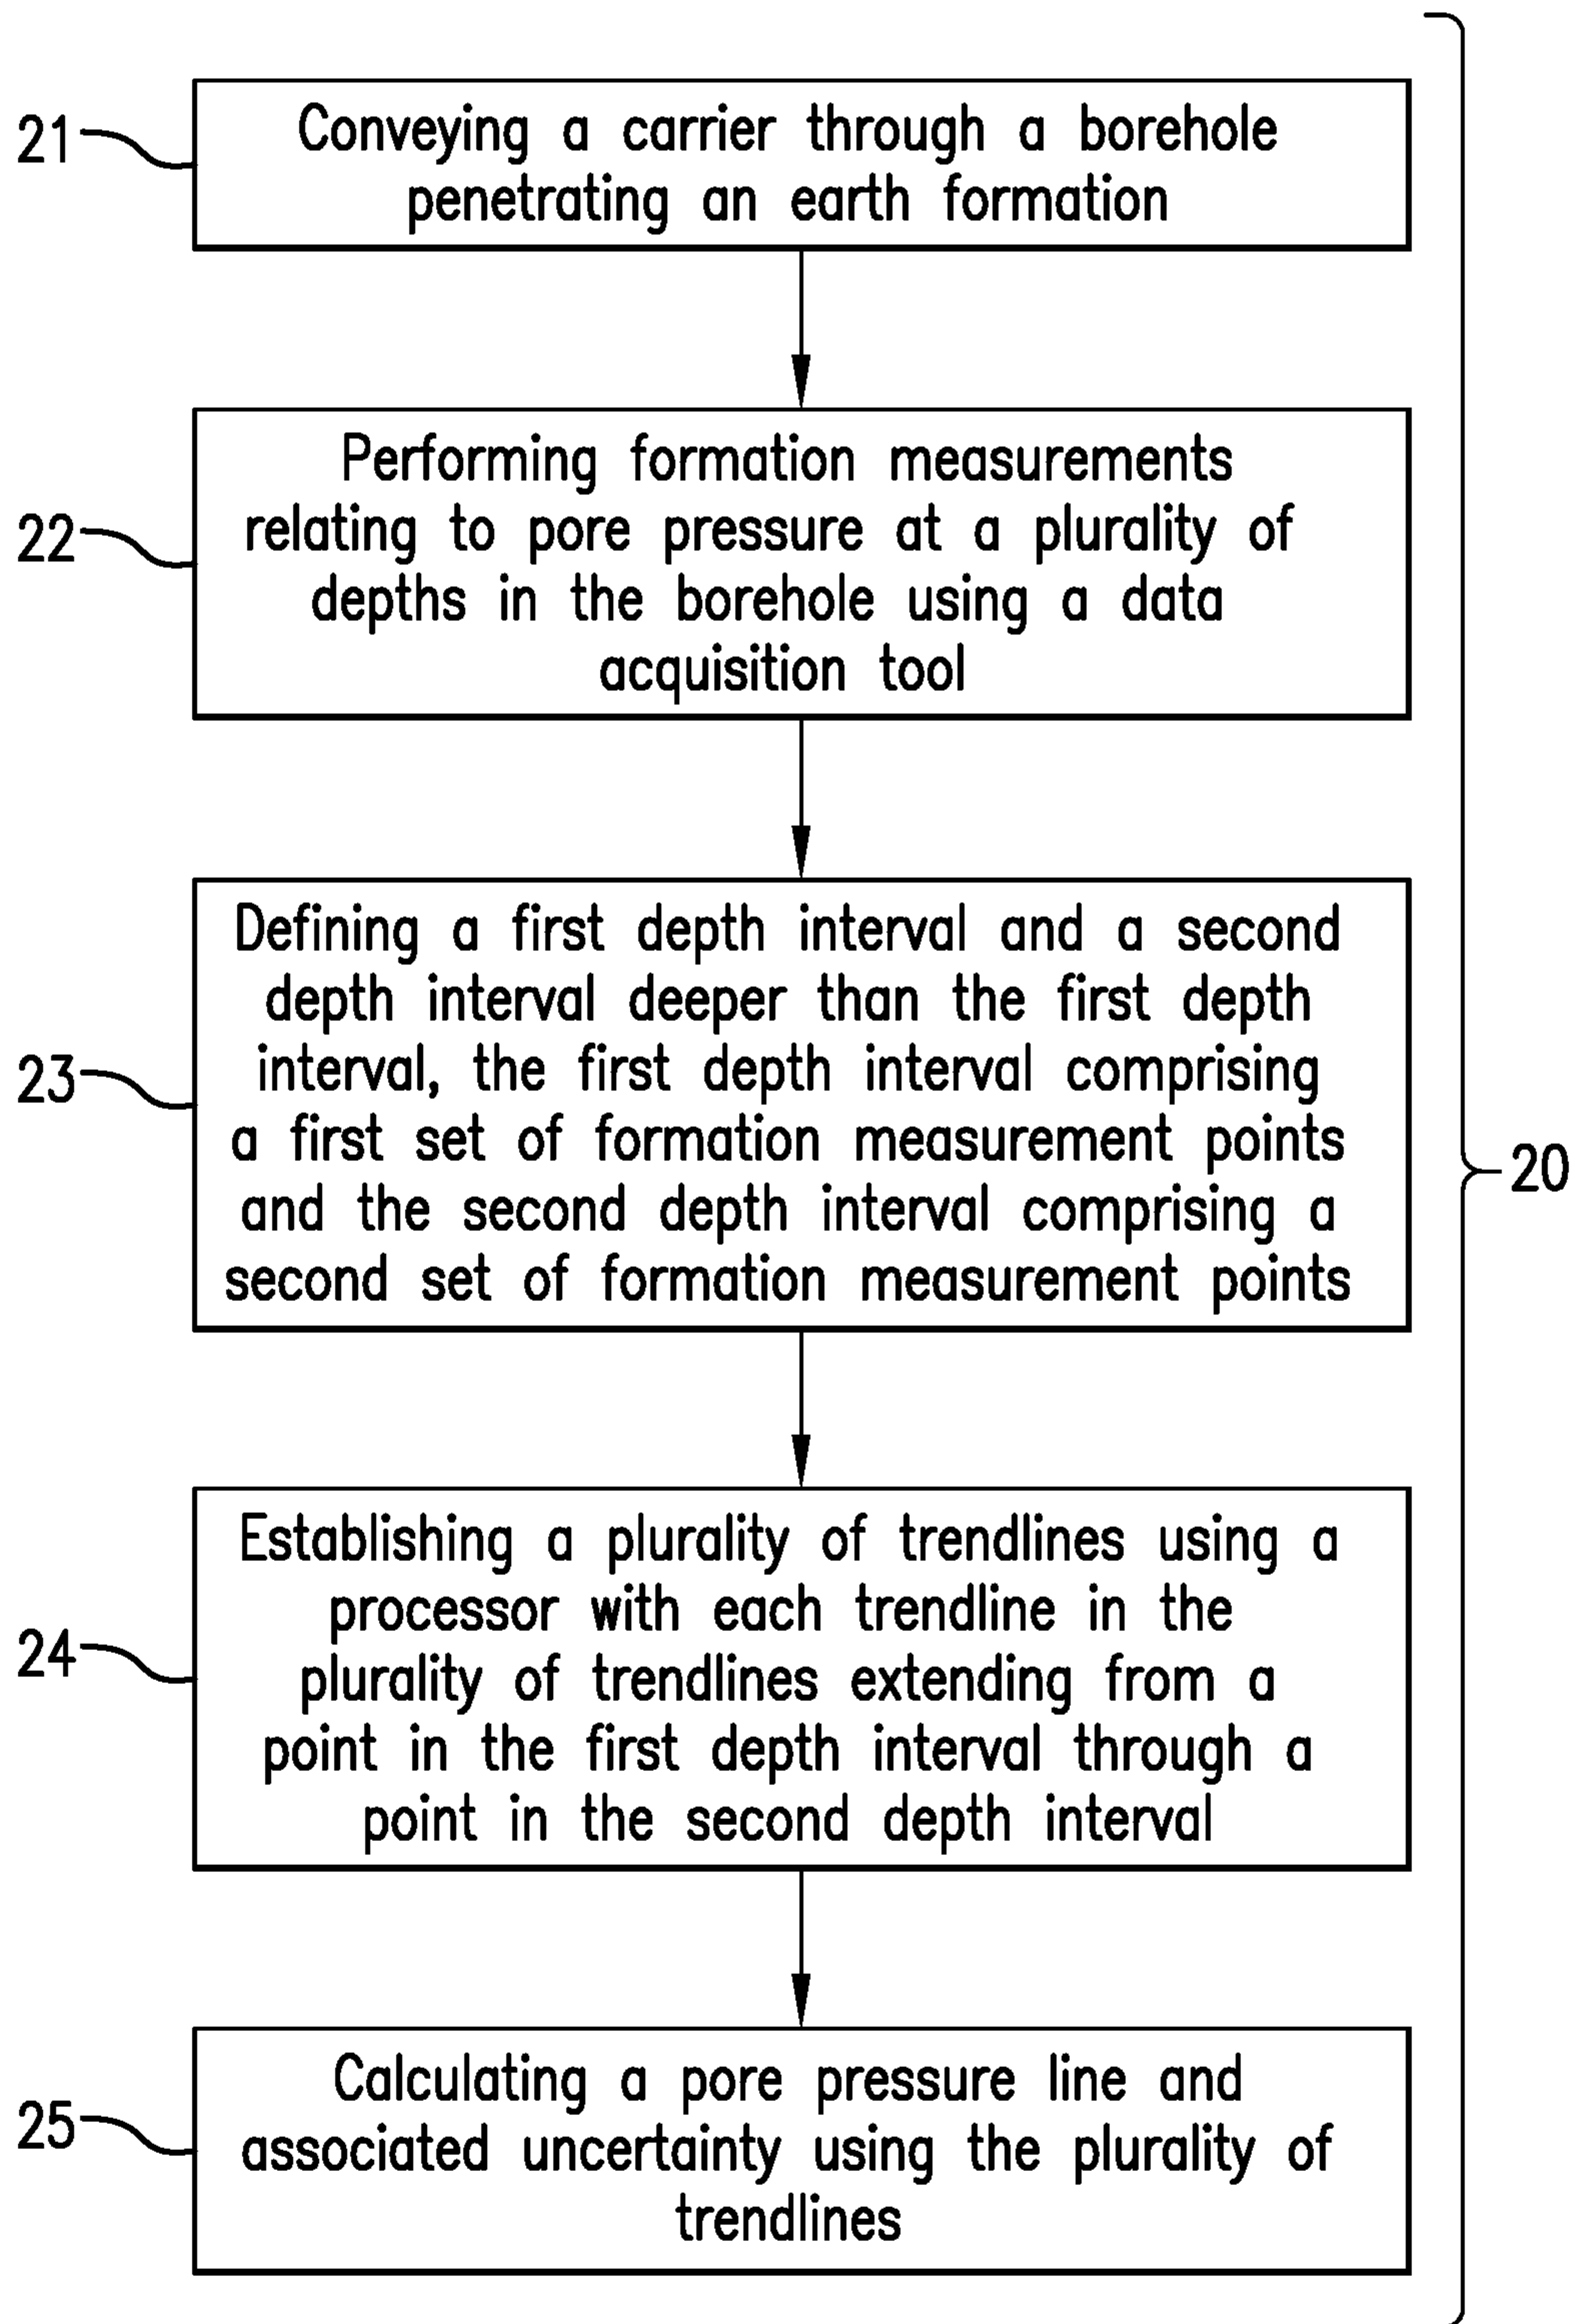 21
Conveying a carrier through a borehole
penetrating an earth formation
22
Performing formation measurements
relating to pore pressure at a plurality of
depths in the borehole using a data
acquisition tool
23
Defining a first depth interval and a second
depth interval deeper than the first depth
interval, the first depth interval comprising
a first set of formation measurement points
and the second depth interval comprising a
second set of formation measurement points
20
24
Establishing a plurality of trendlines using a
processor with each trendline in the
plurality of trendlines extending from a
point in the first depth interval through a
point in the second depth interval
25
Calculating a pore pressure line and
associated uncertainty using the plurality of
trendlines